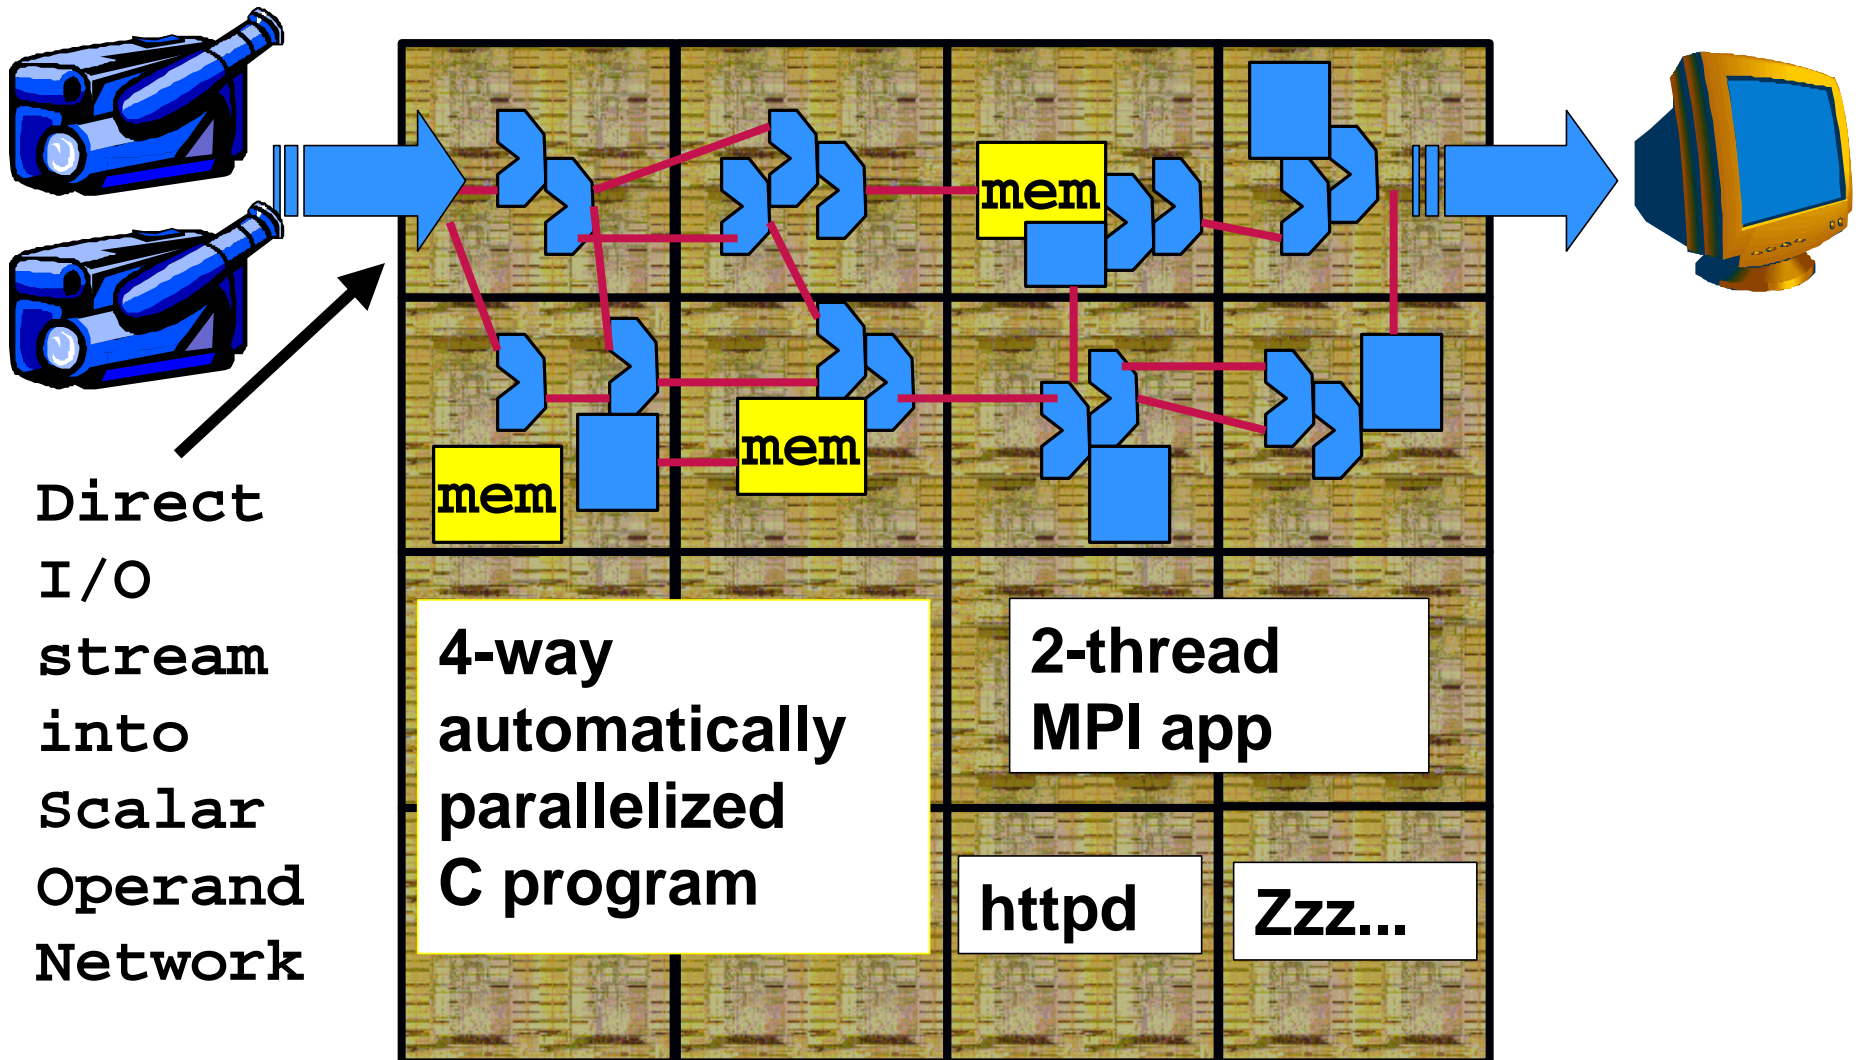 mem
mem
mem
Direct
I/O
stream
into
Scalar
Operand
Network
4-way
automatically
parallelized
C program
2-thread
MPI app
httpd
Zzz...